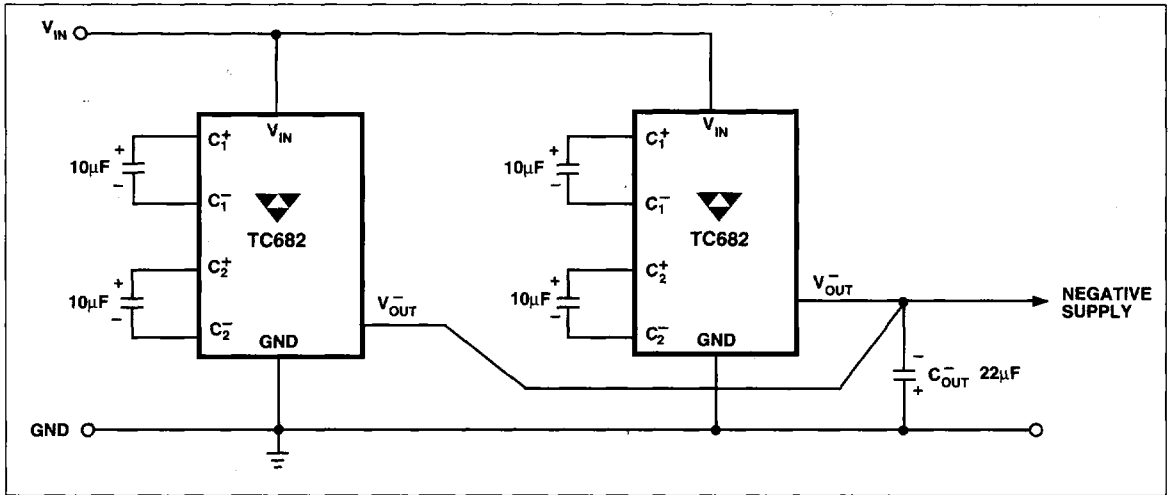 V_IN
V_IN
C1+
+
10µF
−
C1−
TC682
C2+
+
10µF
−
C2−
V_OUT−
GND
V_IN
C1+
+
10µF
−
C1−
TC682
C2+
+
10µF
−
C2−
V_OUT−
GND
NEGATIVE
SUPPLY
−
C_OUT− 22µF
+
GND